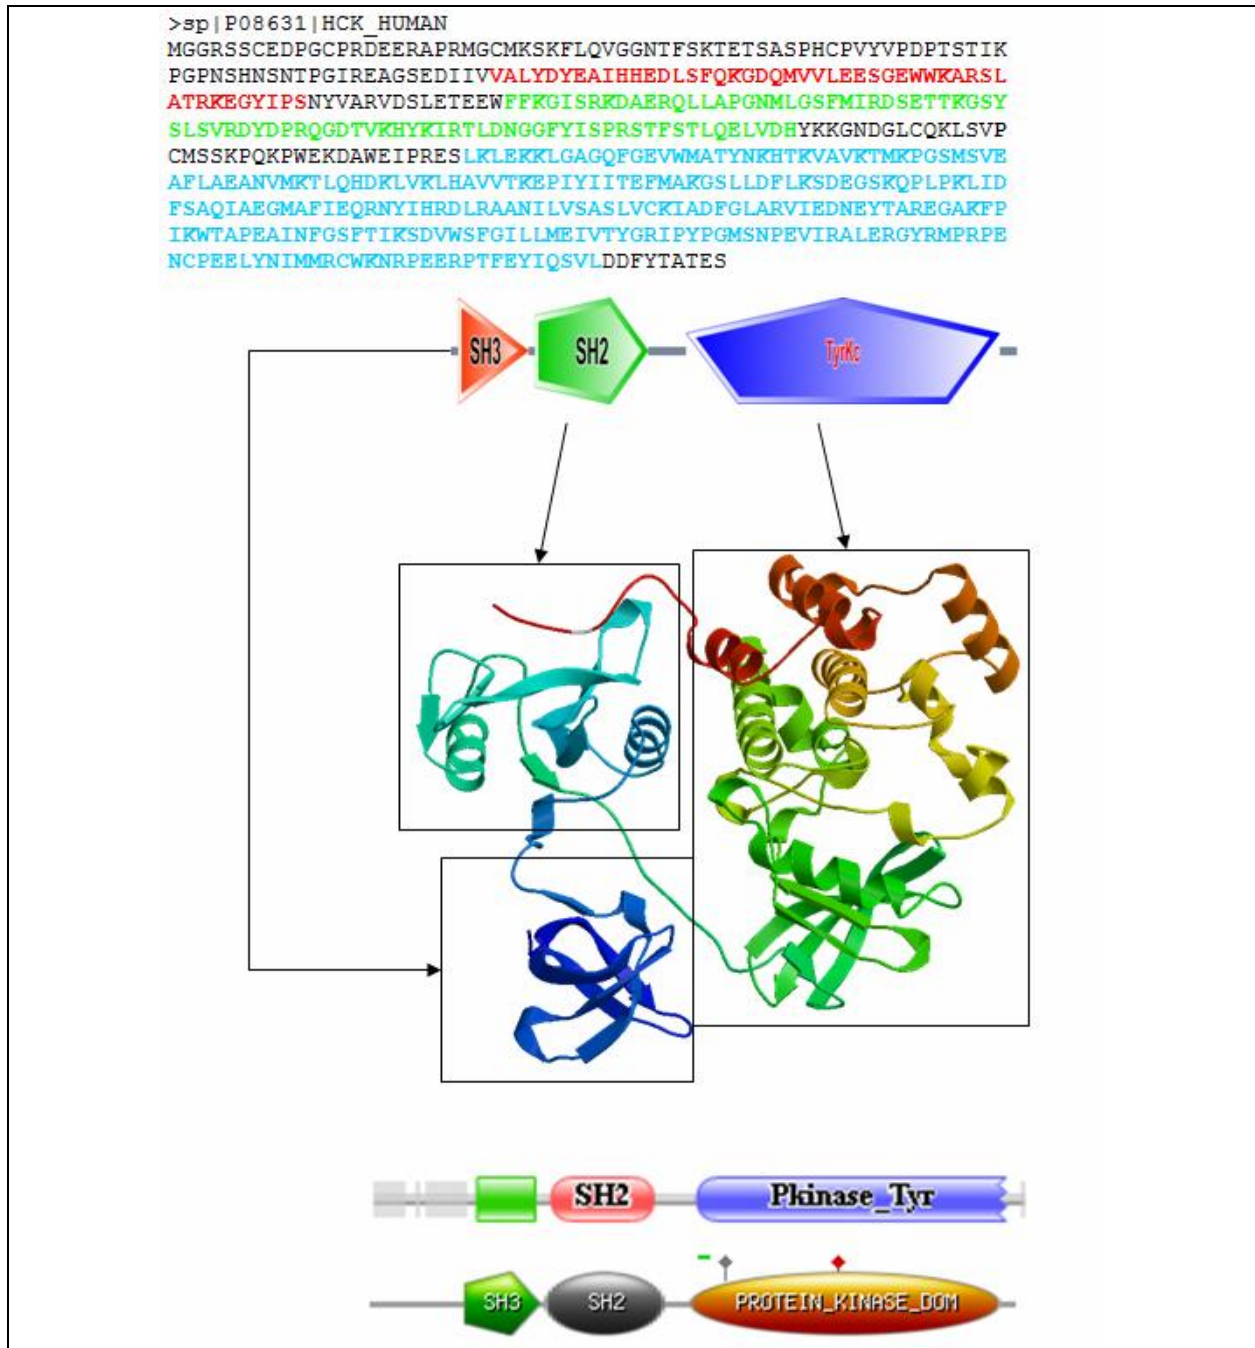 >sp|P08631|HCK_HUMAN
MGGRSSCEDPGCPRDEERAPRMGCMKSKFLQVGGNTFSKTETSASPHCPVYVPDPTSTIK
PGPNSHNSNTPGIREAGSEDIIVVALYDYEAIHHEDLSFQKGDQMVVLEESGEWWKARSL
ATRKEGYIPSNYVARVDSLETEEWFFKGISRKDAERQLLAPGNMLGSFMIRDSETTKGSY
SLSVRDYDPRQGDTVKHYKIRTLDNGGFYISPRSTFSTLQELVDHYKKGNDGLCQKLSVP
CMSSKPQKPWEKDAWEIPRESLKLEKKLGAGQFGEVWMATYNKHTKVAVKTMKPGSMSVE
AFLAEANVMKTLQHDKLVKLHAVVTKEPIYIITEFMAKGSLLDFLKSDEGSKQPLPKLID
FSAQIAEGMAFIEQRNYIHRDLRAANILVSASLVCKIADFGLARVIEDNEYTAREGAKFP
IKWTAPEAINFGSFTIKSDVWSFGILLMEIVTYGRIPYPGMSNPEVIRALERGYRMPRPE
NCPEELYNIMMRCWKNRPEERPTFEYIQSVLDDFYTATES
SH3 SH2 TyrKc
SH2 Pkinase_Tyr
SH3 SH2 PROTEIN_KINASE_DOM